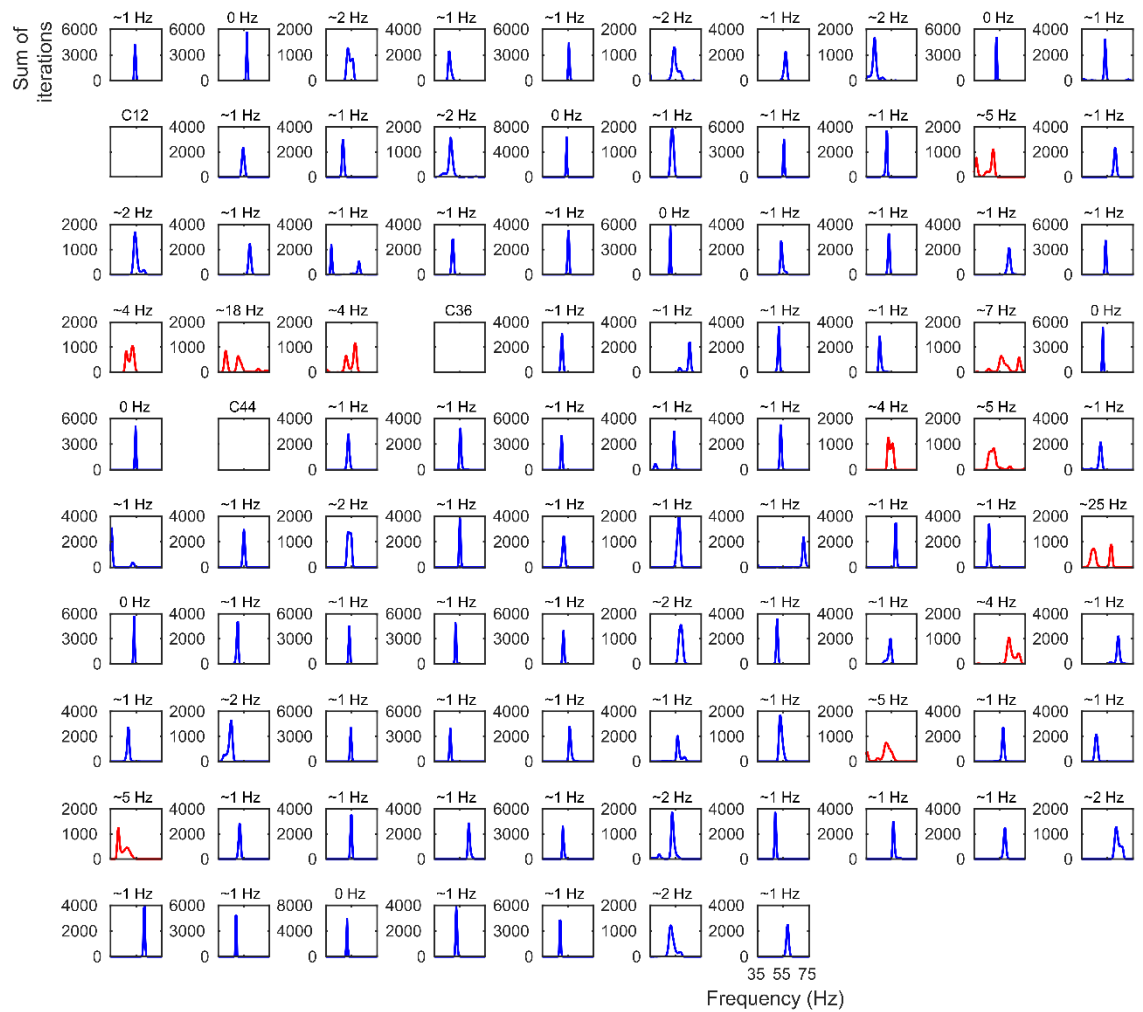 Sum of
iterations
~1 Hz 0 Hz ~2 Hz ~1 Hz ~1 Hz ~2 Hz ~1 Hz ~2 Hz 0 Hz ~1 Hz
6000 6000 2000 4000 6000 2000 4000 2000 6000 6000
3000 3000 1000 2000 3000 1000 2000 1000 3000 3000
0 0 0 0 0 0 0 0 0 0
C12 ~1 Hz ~1 Hz ~2 Hz 0 Hz ~1 Hz ~1 Hz ~1 Hz ~5 Hz ~1 Hz
4000 4000 2000 8000 2000 6000 4000 2000 4000
2000 2000 1000 4000 1000 3000 2000 1000 2000
0 0 0 0 0 0 0 0 0
~2 Hz ~1 Hz ~1 Hz ~1 Hz ~1 Hz 0 Hz ~1 Hz ~1 Hz ~1 Hz ~1 Hz
2000 4000 4000 4000 4000 6000 4000 4000 4000 6000
1000 2000 2000 2000 2000 3000 2000 2000 2000 3000
0 0 0 0 0 0 0 0 0 0
~4 Hz ~18 Hz ~4 Hz C36 ~1 Hz ~1 Hz ~1 Hz ~1 Hz ~7 Hz 0 Hz
2000 2000 2000 4000 4000 4000 4000 2000 6000
1000 1000 1000 2000 2000 2000 2000 1000 3000
0 0 0 0 0 0 0 0 0
0 Hz C44 ~1 Hz ~1 Hz ~1 Hz ~1 Hz ~1 Hz ~4 Hz ~5 Hz ~1 Hz
6000 4000 4000 4000 4000 4000 2000 2000 4000
3000 2000 2000 2000 2000 2000 1000 1000 2000
0 0 0 0 0 0 0 0 0
~1 Hz ~1 Hz ~2 Hz ~1 Hz ~1 Hz ~1 Hz ~1 Hz ~1 Hz ~1 Hz ~25 Hz
4000 4000 2000 4000 4000 4000 4000 4000 4000 2000
2000 2000 1000 2000 2000 2000 2000 2000 2000 1000
0 0 0 0 0 0 0 0 0 0
0 Hz ~1 Hz ~1 Hz ~1 Hz ~1 Hz ~2 Hz ~1 Hz ~1 Hz ~4 Hz ~1 Hz
6000 4000 6000 6000 6000 2000 4000 4000 2000 4000
3000 2000 3000 3000 3000 1000 2000 2000 1000 2000
0 0 0 0 0 0 0 0 0 0
~1 Hz ~2 Hz ~1 Hz ~1 Hz ~1 Hz ~1 Hz ~1 Hz ~5 Hz ~1 Hz ~1 Hz
4000 2000 6000 4000 4000 4000 2000 2000 4000 4000
2000 1000 3000 2000 2000 2000 1000 1000 2000 2000
0 0 0 0 0 0 0 0 0 0
~5 Hz ~1 Hz ~1 Hz ~1 Hz ~1 Hz ~2 Hz ~1 Hz ~1 Hz ~1 Hz ~2 Hz
2000 4000 4000 4000 6000 2000 4000 4000 4000 2000
1000 2000 2000 2000 3000 1000 2000 2000 2000 1000
0 0 0 0 0 0 0 0 0 0
~1 Hz ~1 Hz 0 Hz ~1 Hz ~1 Hz ~2 Hz ~1 Hz
4000 6000 8000 4000 6000 2000 4000
2000 3000 4000 2000 3000 1000 2000
0 0 0 0 0 0 0
35 55 75
Frequency (Hz)